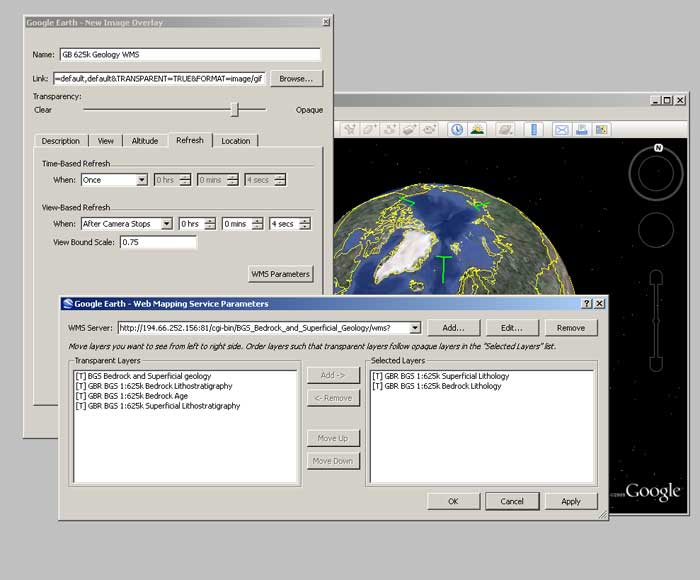 Google Earth - New Image Overlay
Name: GB 625k Geology WMS
Link: =default,default&TRANSPARENT=TRUE&FORMAT=image/gif Browse...
Transparency:
Clear Opaque
Description View Altitude Refresh Location
Time-Based Refresh
When: Once 0 hrs 0 mins 4 secs
View-Based Refresh
When: After Camera Stops 0 hrs 0 mins 4 secs
View Bound Scale: 0.75
WMS Parameters
N
Google Earth - Web Mapping Service Parameters
WMS Server: http://194.66.252.156:81/cgi-bin/BGS_Bedrock_and_Superficial_Geology/wms? Add... Edit... Remove
Move layers you want to see from left to right side. Order layers such that transparent layers follow opaque layers in the "Selected Layers" list.
Transparent Layers
[T] BGS Bedrock and Superficial geology
[T] GBR BGS 1:625k Bedrock Lithostratigraphy
[T] GBR BGS 1:625k Bedrock Age
[T] GBR BGS 1:625k Superficial Lithostratigraphy
Add ->
<- Remove
Move Up
Move Down
Selected Layers
[T] GBR BGS 1:625k Superficial Lithology
[T] GBR BGS 1:625k Bedrock Lithology
OK Cancel Apply
Google